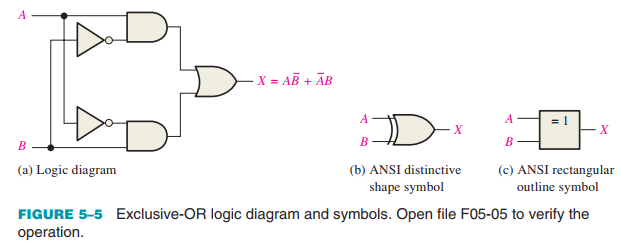 A
B
X = AB̅ + A̅B
A
B
X
A
B
= 1
X
(a) Logic diagram
(b) ANSI distinctive
shape symbol
(c) ANSI rectangular
outline symbol
FIGURE 5–5 Exclusive-OR logic diagram and symbols. Open file F05-05 to verify the
operation.